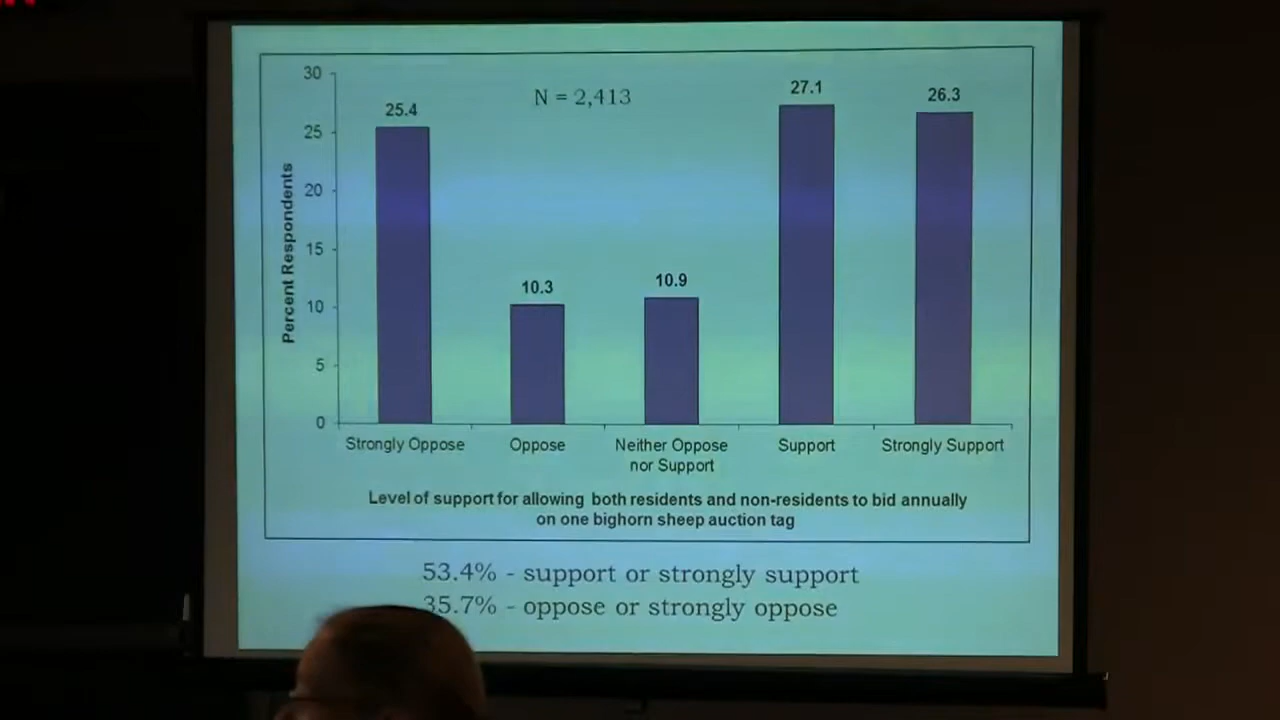 30
25
20
15
10
5
0
Percent Respondents
N = 2,413
25.4
10.3
10.9
27.1
26.3
Strongly Oppose
Oppose
Neither Oppose
nor Support
Support
Strongly Support
Level of support for allowing both residents and non-residents to bid annually
on one bighorn sheep auction tag
53.4% - support or strongly support
35.7% - oppose or strongly oppose